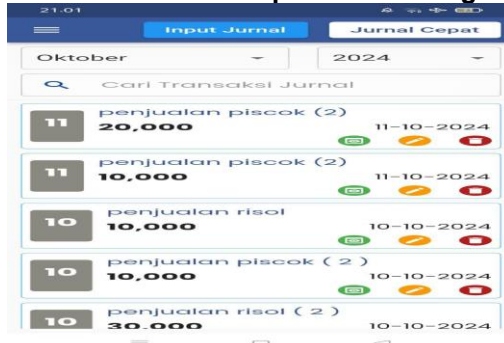 21.01
Input Jurnal Jurnal Cepat
Oktober 2024
Cari Transaksi Jurnal
11 penjualan piscok (2)
20,000 11-10-2024
11 penjualan piscok (2)
10,000 11-10-2024
10 penjualan risol
10,000 10-10-2024
10 penjualan piscok ( 2 )
10,000 10-10-2024
10 penjualan risol ( 2 )
30,000 10-10-2024